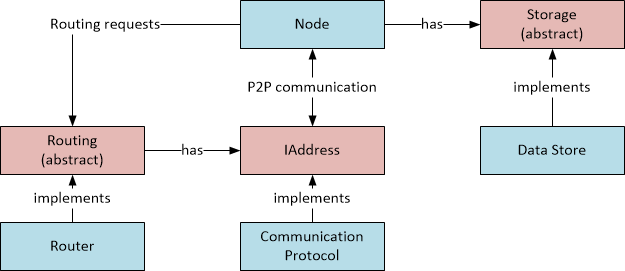 Routing requests
Node
has
Storage
(abstract)
P2P communication
implements
Routing
(abstract)
has
IAddress
Data Store
implements
implements
Router
Communication
Protocol